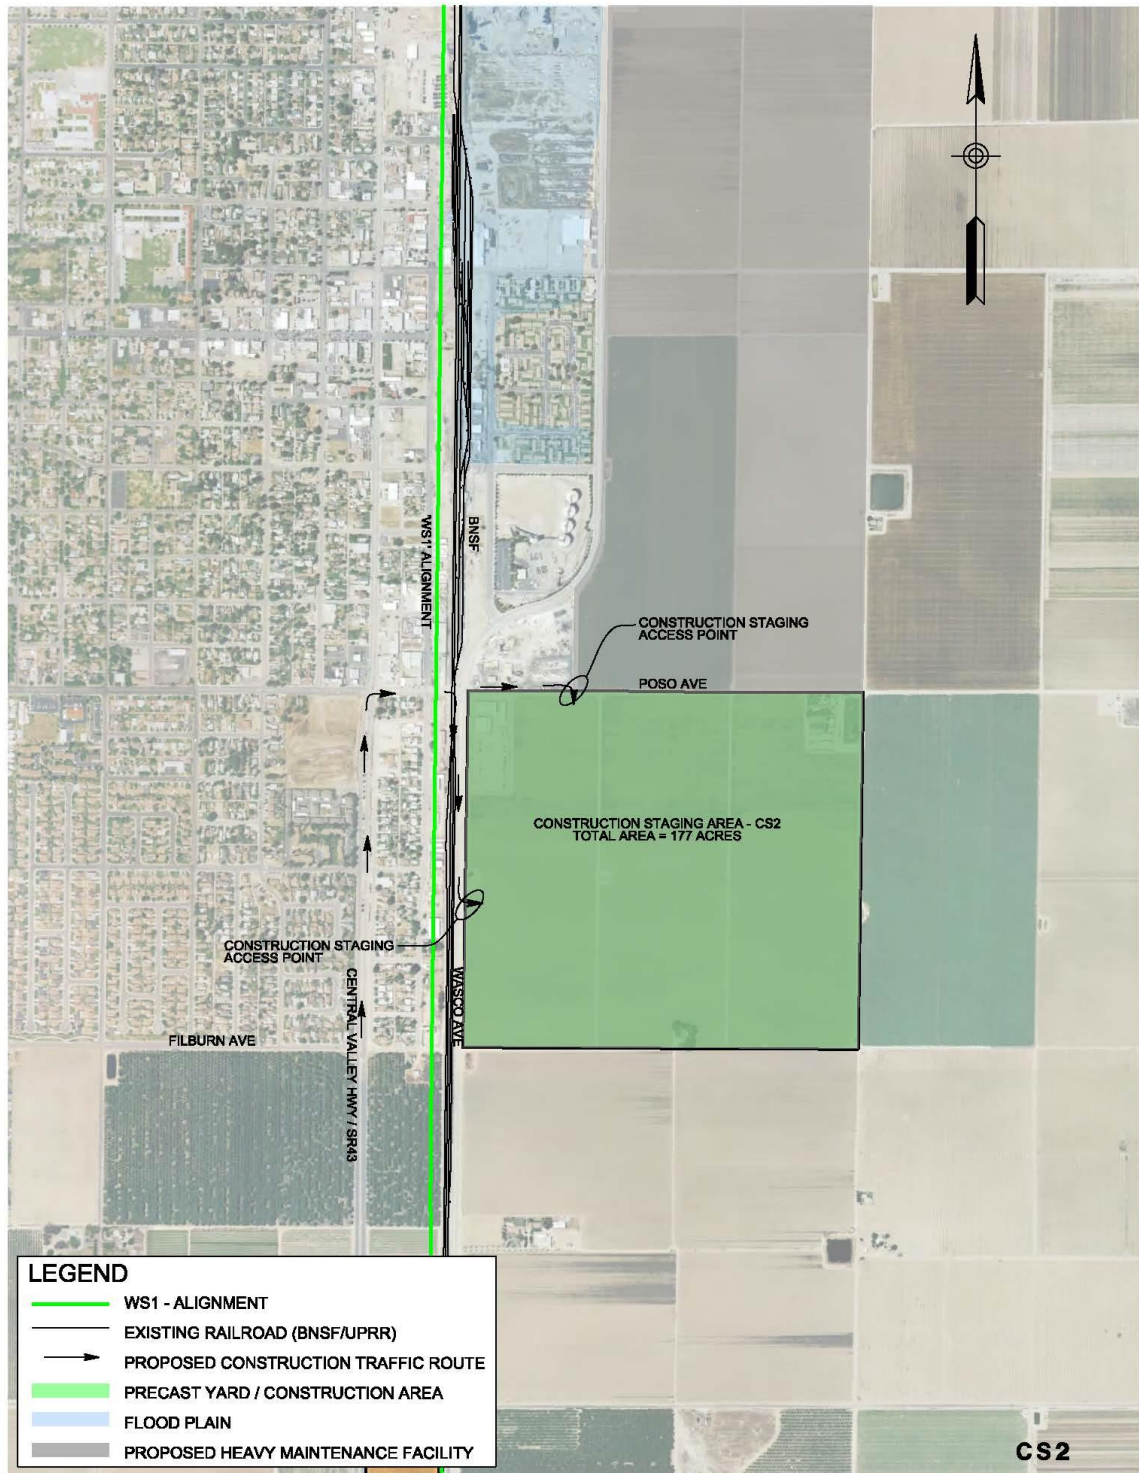 BNSF
'WS1' ALIGNMENT
CONSTRUCTION STAGING
ACCESS POINT
POSO AVE
CONSTRUCTION STAGING AREA - CS2
TOTAL AREA = 177 ACRES
CONSTRUCTION STAGING
ACCESS POINT
WASCO AVE
CENTRAL VALLEY HWY / SR43
FILBURN AVE
LEGEND
WS1 - ALIGNMENT
EXISTING RAILROAD (BNSF/UPRR)
PROPOSED CONSTRUCTION TRAFFIC ROUTE
PRECAST YARD / CONSTRUCTION AREA
FLOOD PLAIN
PROPOSED HEAVY MAINTENANCE FACILITY
CS2